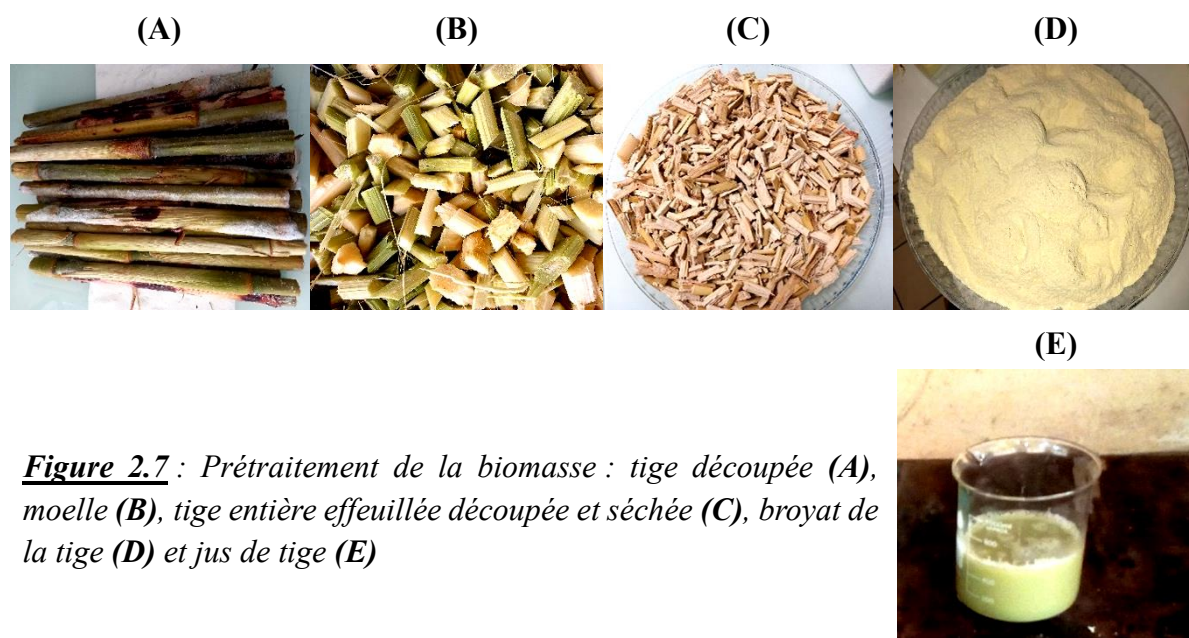 (A) (B) (C) (D)
(E)
Figure 2.7 : Prétraitement de la biomasse : tige découpée (A),
moelle (B), tige entière effeuillée découpée et séchée (C), broyat de
la tige (D) et jus de tige (E)